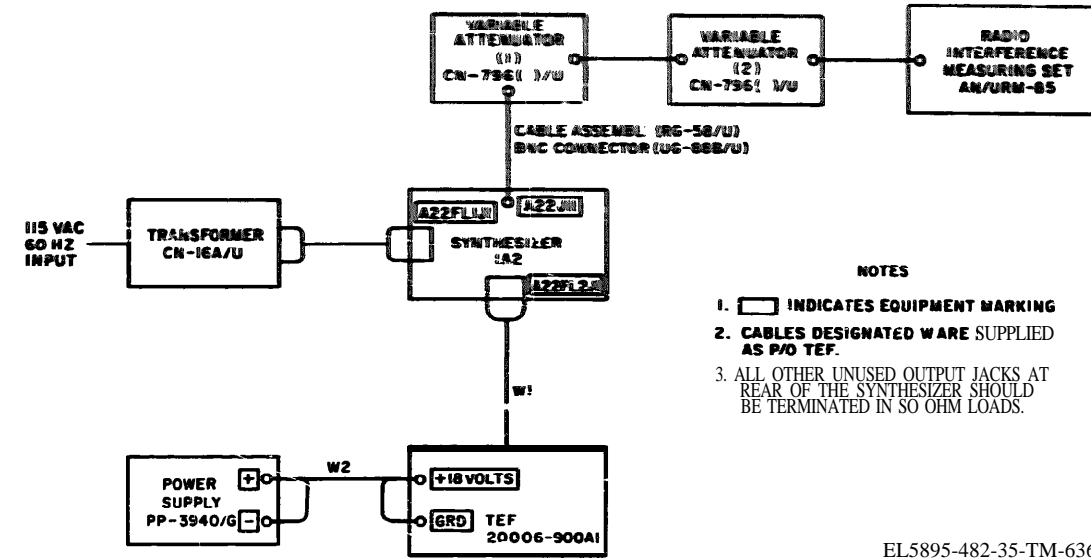 VARIABLE
ATTENUATOR
(1)
CN-796( )/U
VARIABLE
ATTENUATOR
(2)
CN-796( )/U
RADIO
INTERFERENCE
MEASURING SET
AN/URM-85
CABLE ASSEMBL (RG-58/U)
BNC CONNECTOR (UG-88B/U)
115 VAC
60 HZ
INPUT
TRANSFORMER
CN-16A/U
A22FL1J1
A22J11
SYNTHESIZER
1A2
A22FL2J1
W1
POWER
SUPPLY
PP-3940/G
+
-
W2
+18 VOLTS
GRD
TEF
20006-900A1
NOTES
1. INDICATES EQUIPMENT MARKING
2. CABLES DESIGNATED W ARE SUPPLIED
AS P/O TEF.
3. ALL OTHER UNUSED OUTPUT JACKS AT
REAR OF THE SYNTHESIZER SHOULD
BE TERMINATED IN SO OHM LOADS.
EL5895-482-35-TM-636